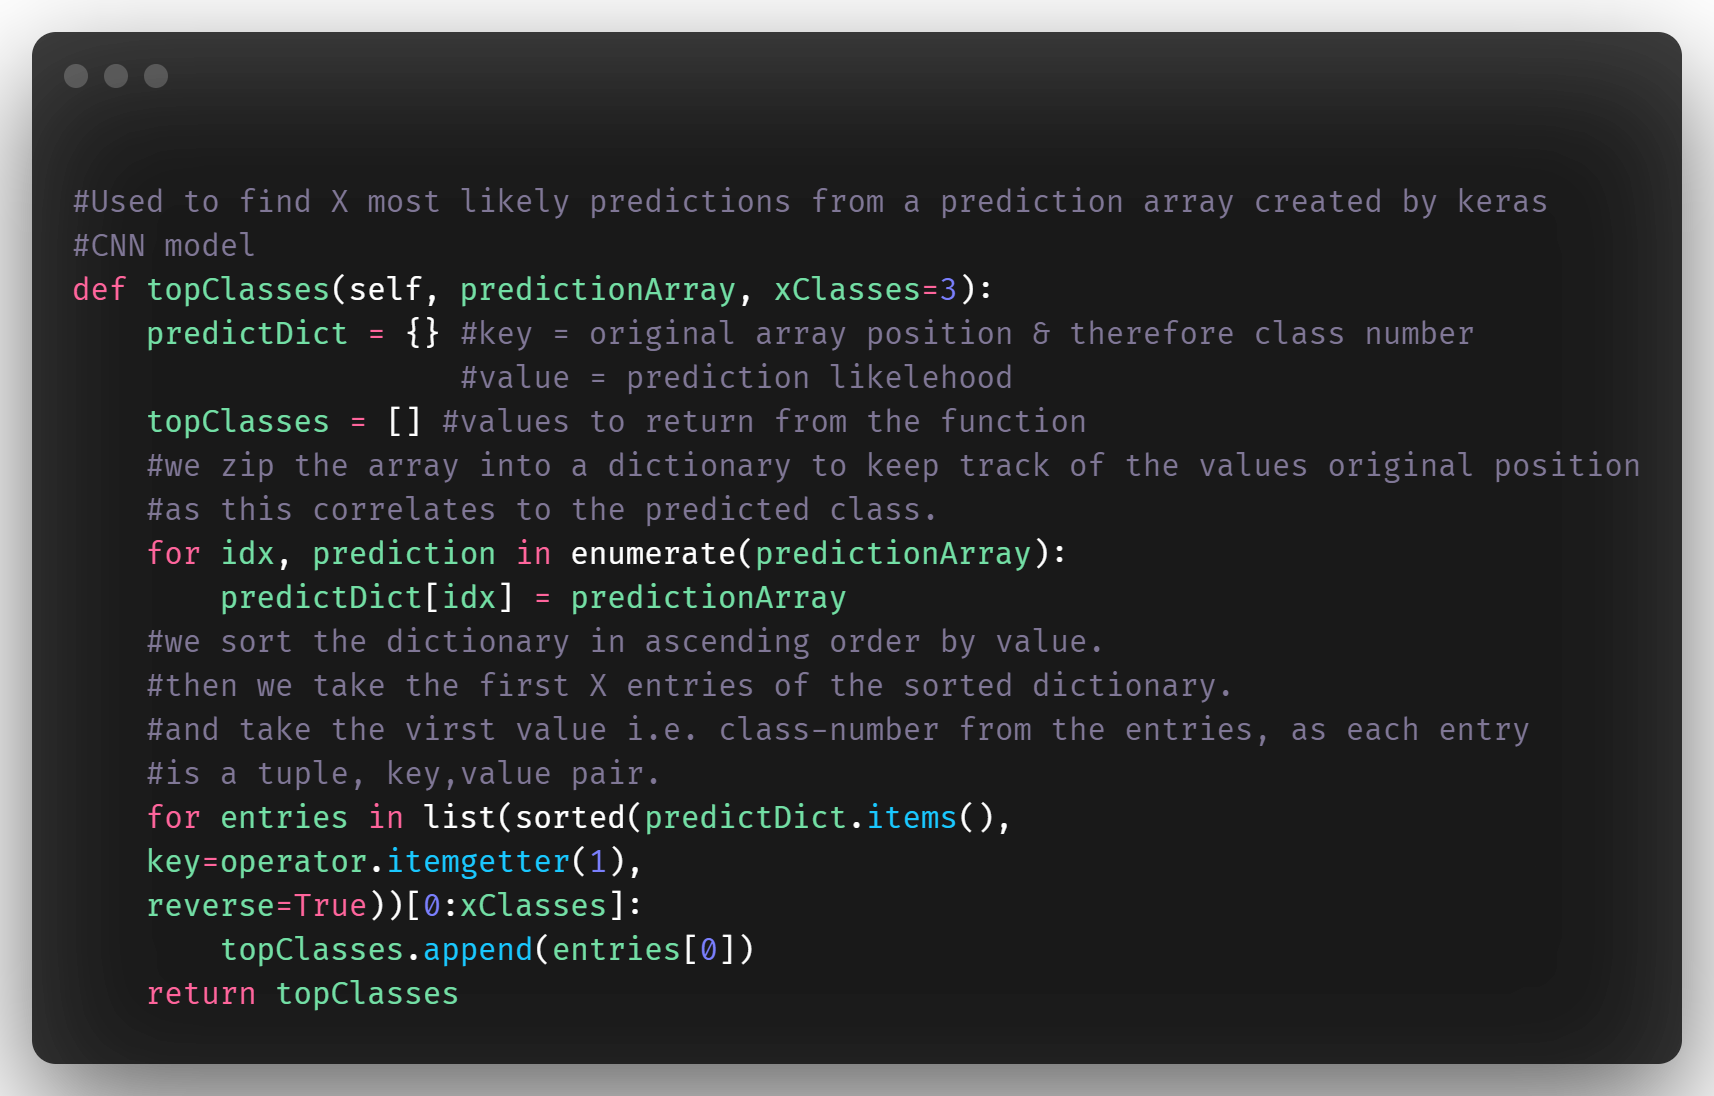 #Used to find X most likely predictions from a prediction array created by keras
#CNN model
def topClasses(self, predictionArray, xClasses=3):
    predictDict = {} #key = original array position & therefore class number
                     #value = prediction likelehood
    topClasses = [] #values to return from the function
    #we zip the array into a dictionary to keep track of the values original position
    #as this correlates to the predicted class.
    for idx, prediction in enumerate(predictionArray):
        predictDict[idx] = predictionArray
    #we sort the dictionary in ascending order by value.
    #then we take the first X entries of the sorted dictionary.
    #and take the virst value i.e. class-number from the entries, as each entry
    #is a tuple, key,value pair.
    for entries in list(sorted(predictDict.items(),
    key=operator.itemgetter(1),
    reverse=True))[0:xClasses]:
        topClasses.append(entries[0])
    return topClasses